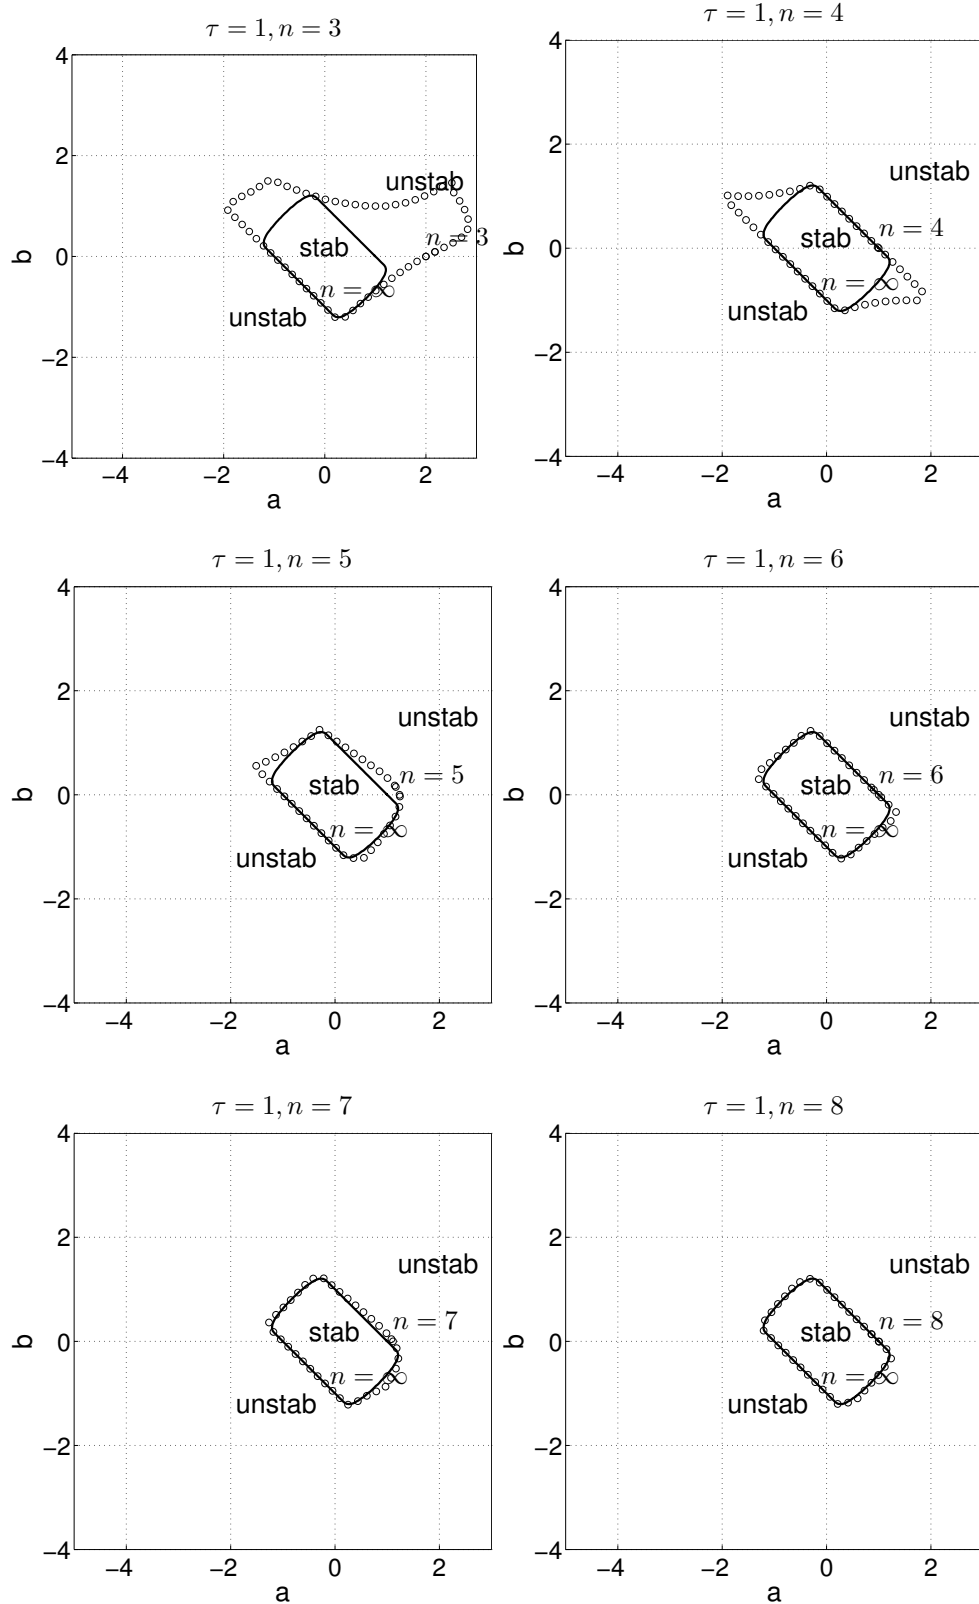 τ = 1, n = 3
4
2
0
−2
−4
b
unstab
n = 3
stab
n = ∞
unstab
−4
−2
0
2
a
τ = 1, n = 4
4
2
0
−2
−4
b
unstab
n = 4
stab
n = ∞
unstab
−4
−2
0
2
a
τ = 1, n = 5
4
2
0
−2
−4
b
unstab
n = 5
stab
n = ∞
unstab
−4
−2
0
2
a
τ = 1, n = 6
4
2
0
−2
−4
b
unstab
n = 6
stab
n = ∞
unstab
−4
−2
0
2
a
τ = 1, n = 7
4
2
0
−2
−4
b
unstab
n = 7
stab
n = ∞
unstab
−4
−2
0
2
a
τ = 1, n = 8
4
2
0
−2
−4
b
unstab
n = 8
stab
n = ∞
unstab
−4
−2
0
2
a